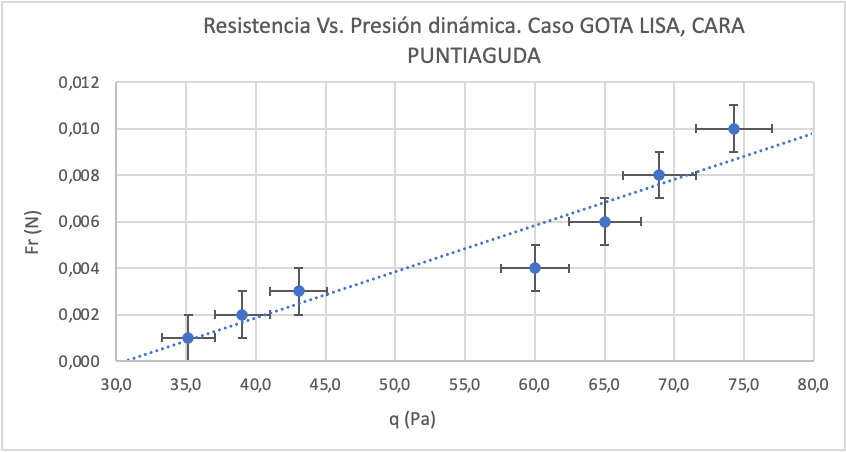 Resistencia Vs. Presión dinámica. Caso GOTA LISA, CARA
PUNTIAGUDA
0,012
0,010
0,008
0,006
0,004
0,002
0,000
Fr (N)
30,0 35,0 40,0 45,0 50,0 55,0 60,0 65,0 70,0 75,0 80,0
q (Pa)